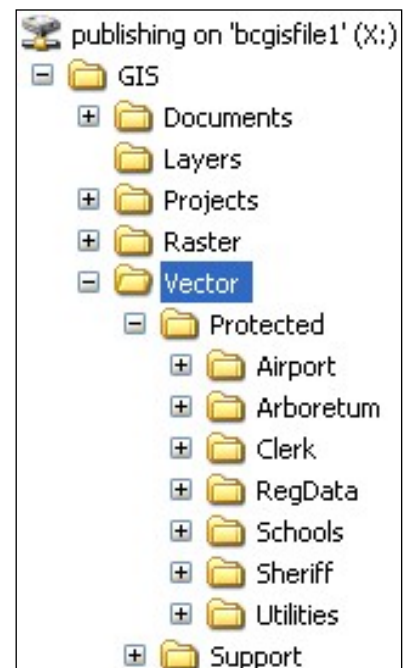 publishing on 'bcgisfile1' (X:)
GIS
Documents
Layers
Projects
Raster
Vector
Protected
Airport
Arboretum
Clerk
RegData
Schools
Sheriff
Utilities
Support